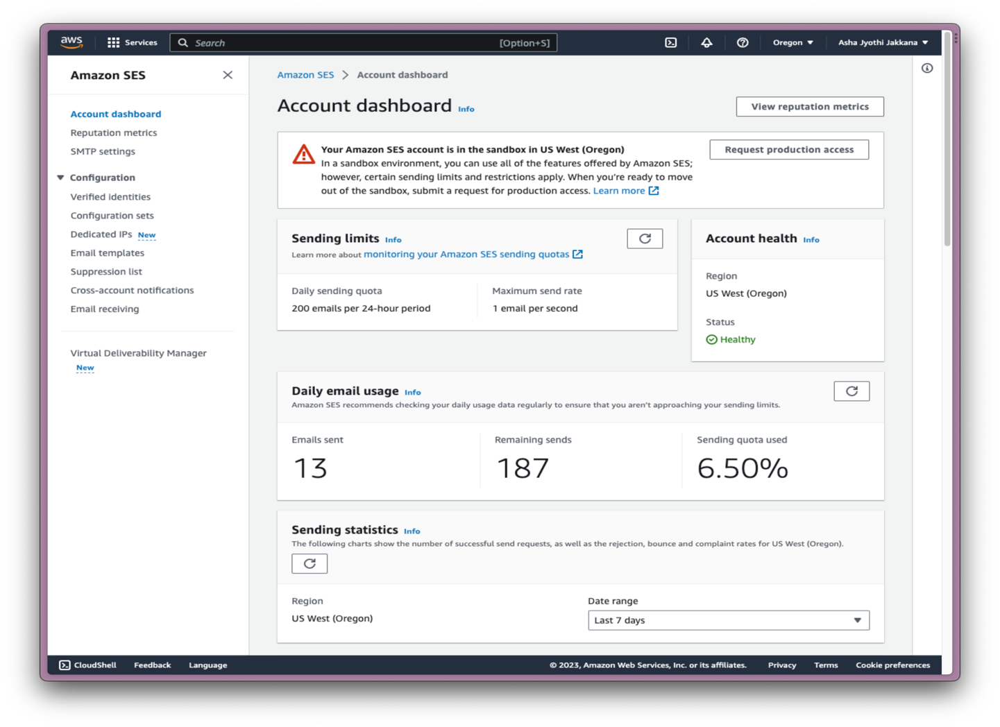 aws
Services
Search
[Option+S]
Oregon
Asha Jyothi Jakkana
Amazon SES
Account dashboard
Reputation metrics
SMTP settings
Configuration
Verified identities
Configuration sets
Dedicated IPs New
Email templates
Suppression list
Cross-account notifications
Email receiving
Virtual Deliverability Manager
New
Amazon SES > Account dashboard
Account dashboard Info
View reputation metrics
Your Amazon SES account is in the sandbox in US West (Oregon)
In a sandbox environment, you can use all of the features offered by Amazon SES;
however, certain sending limits and restrictions apply. When you're ready to move
out of the sandbox, submit a request for production access. Learn more
Request production access
Sending limits Info
Learn more about monitoring your Amazon SES sending quotas
Daily sending quota
200 emails per 24-hour period
Maximum send rate
1 email per second
Account health Info
Region
US West (Oregon)
Status
Healthy
Daily email usage Info
Amazon SES recommends checking your daily usage data regularly to ensure that you aren't approaching your sending limits.
Emails sent
13
Remaining sends
187
Sending quota used
6.50%
Sending statistics Info
The following charts show the number of successful send requests, as well as the rejection, bounce and complaint rates for US West (Oregon).
Region
US West (Oregon)
Date range
Last 7 days
CloudShell
Feedback
Language
© 2023, Amazon Web Services, Inc. or its affiliates.
Privacy
Terms
Cookie preferences